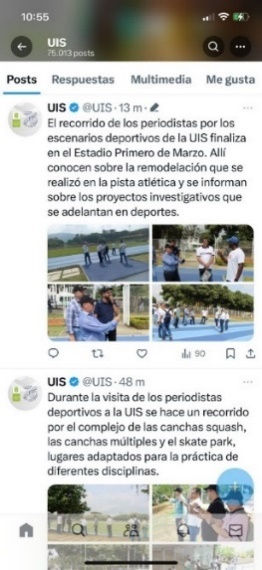 10:55
UIS
75.013 posts
Posts Respuestas Multimedia Me gusta
UIS @UIS · 13 m ·
El recorrido de los periodistas por los
escenarios deportivos de la UIS finaliza
en el Estadio Primero de Marzo. Allí
conocen sobre la remodelación que se
realizó en la pista atlética y se informan
sobre los proyectos investigativos que
se adelantan en deportes.
90
UIS @UIS · 48 m
Durante la visita de los periodistas
deportivos a la UIS se hace un recorrido
por el complejo de las canchas squash,
las canchas múltiples y el skate park,
lugares adaptados para la práctica de
diferentes disciplinas.